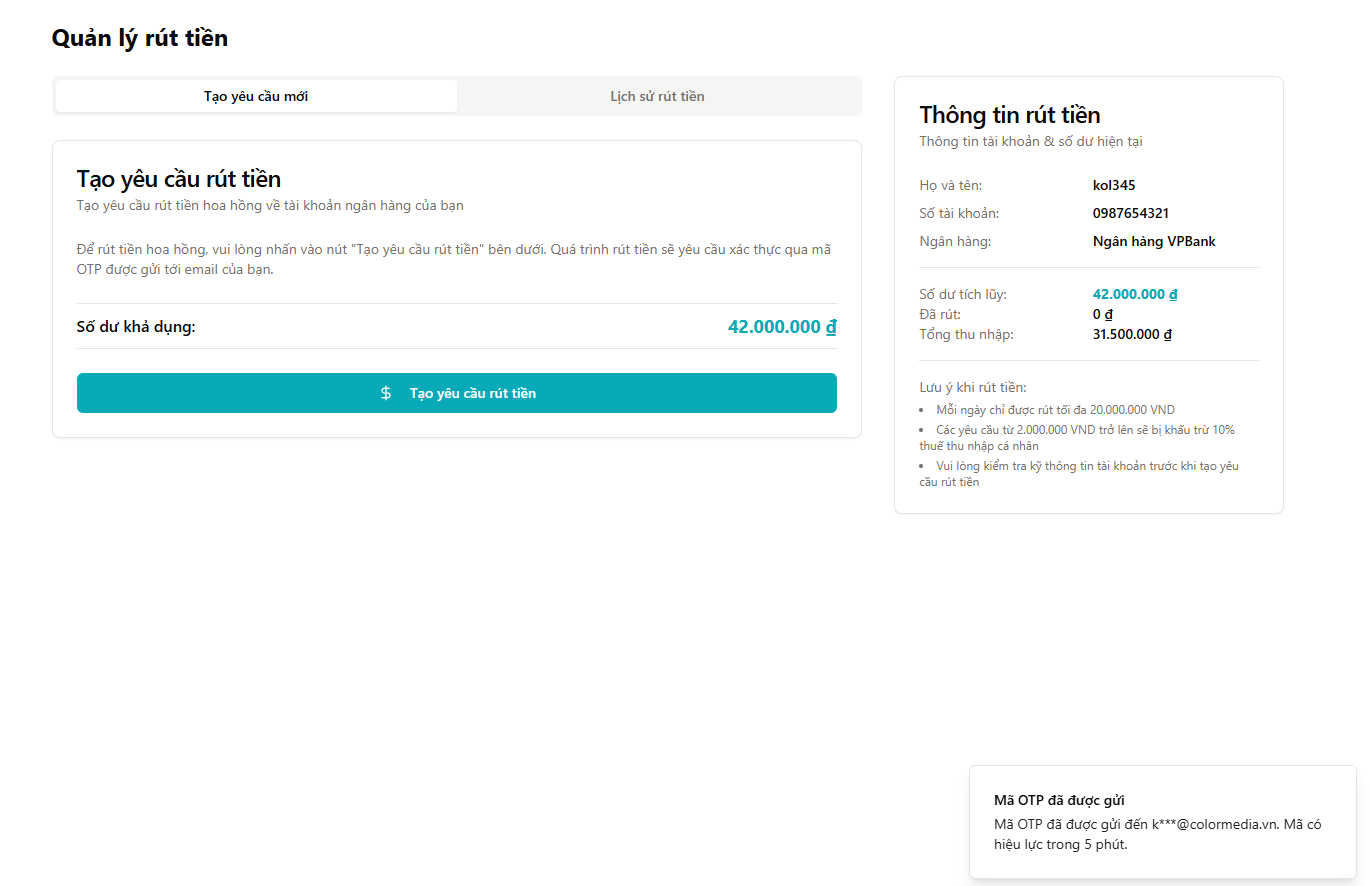 Quản lý rút tiền
Tạo yêu cầu mới
Lịch sử rút tiền
Tạo yêu cầu rút tiền
Tạo yêu cầu rút tiền hoa hồng về tài khoản ngân hàng của bạn
Để rút tiền hoa hồng, vui lòng nhấn vào nút "Tạo yêu cầu rút tiền" bên dưới. Quá trình rút tiền sẽ yêu cầu xác thực qua mã
OTP được gửi tới email của bạn.
Số dư khả dụng: 42.000.000 ₫
$ Tạo yêu cầu rút tiền
Thông tin rút tiền
Thông tin tài khoản & số dư hiện tại
Họ và tên: kol345
Số tài khoản: 0987654321
Ngân hàng: Ngân hàng VPBank
Số dư tích lũy: 42.000.000 ₫
Đã rút: 0 ₫
Tổng thu nhập: 31.500.000 ₫
Lưu ý khi rút tiền:
• Mỗi ngày chỉ được rút tối đa 20.000.000 VND
• Các yêu cầu từ 2.000.000 VND trở lên sẽ bị khấu trừ 10%
thuế thu nhập cá nhân
• Vui lòng kiểm tra kỹ thông tin tài khoản trước khi tạo yêu
cầu rút tiền
Mã OTP đã được gửi
Mã OTP đã được gửi đến k***@colormedia.vn. Mã có
hiệu lực trong 5 phút.